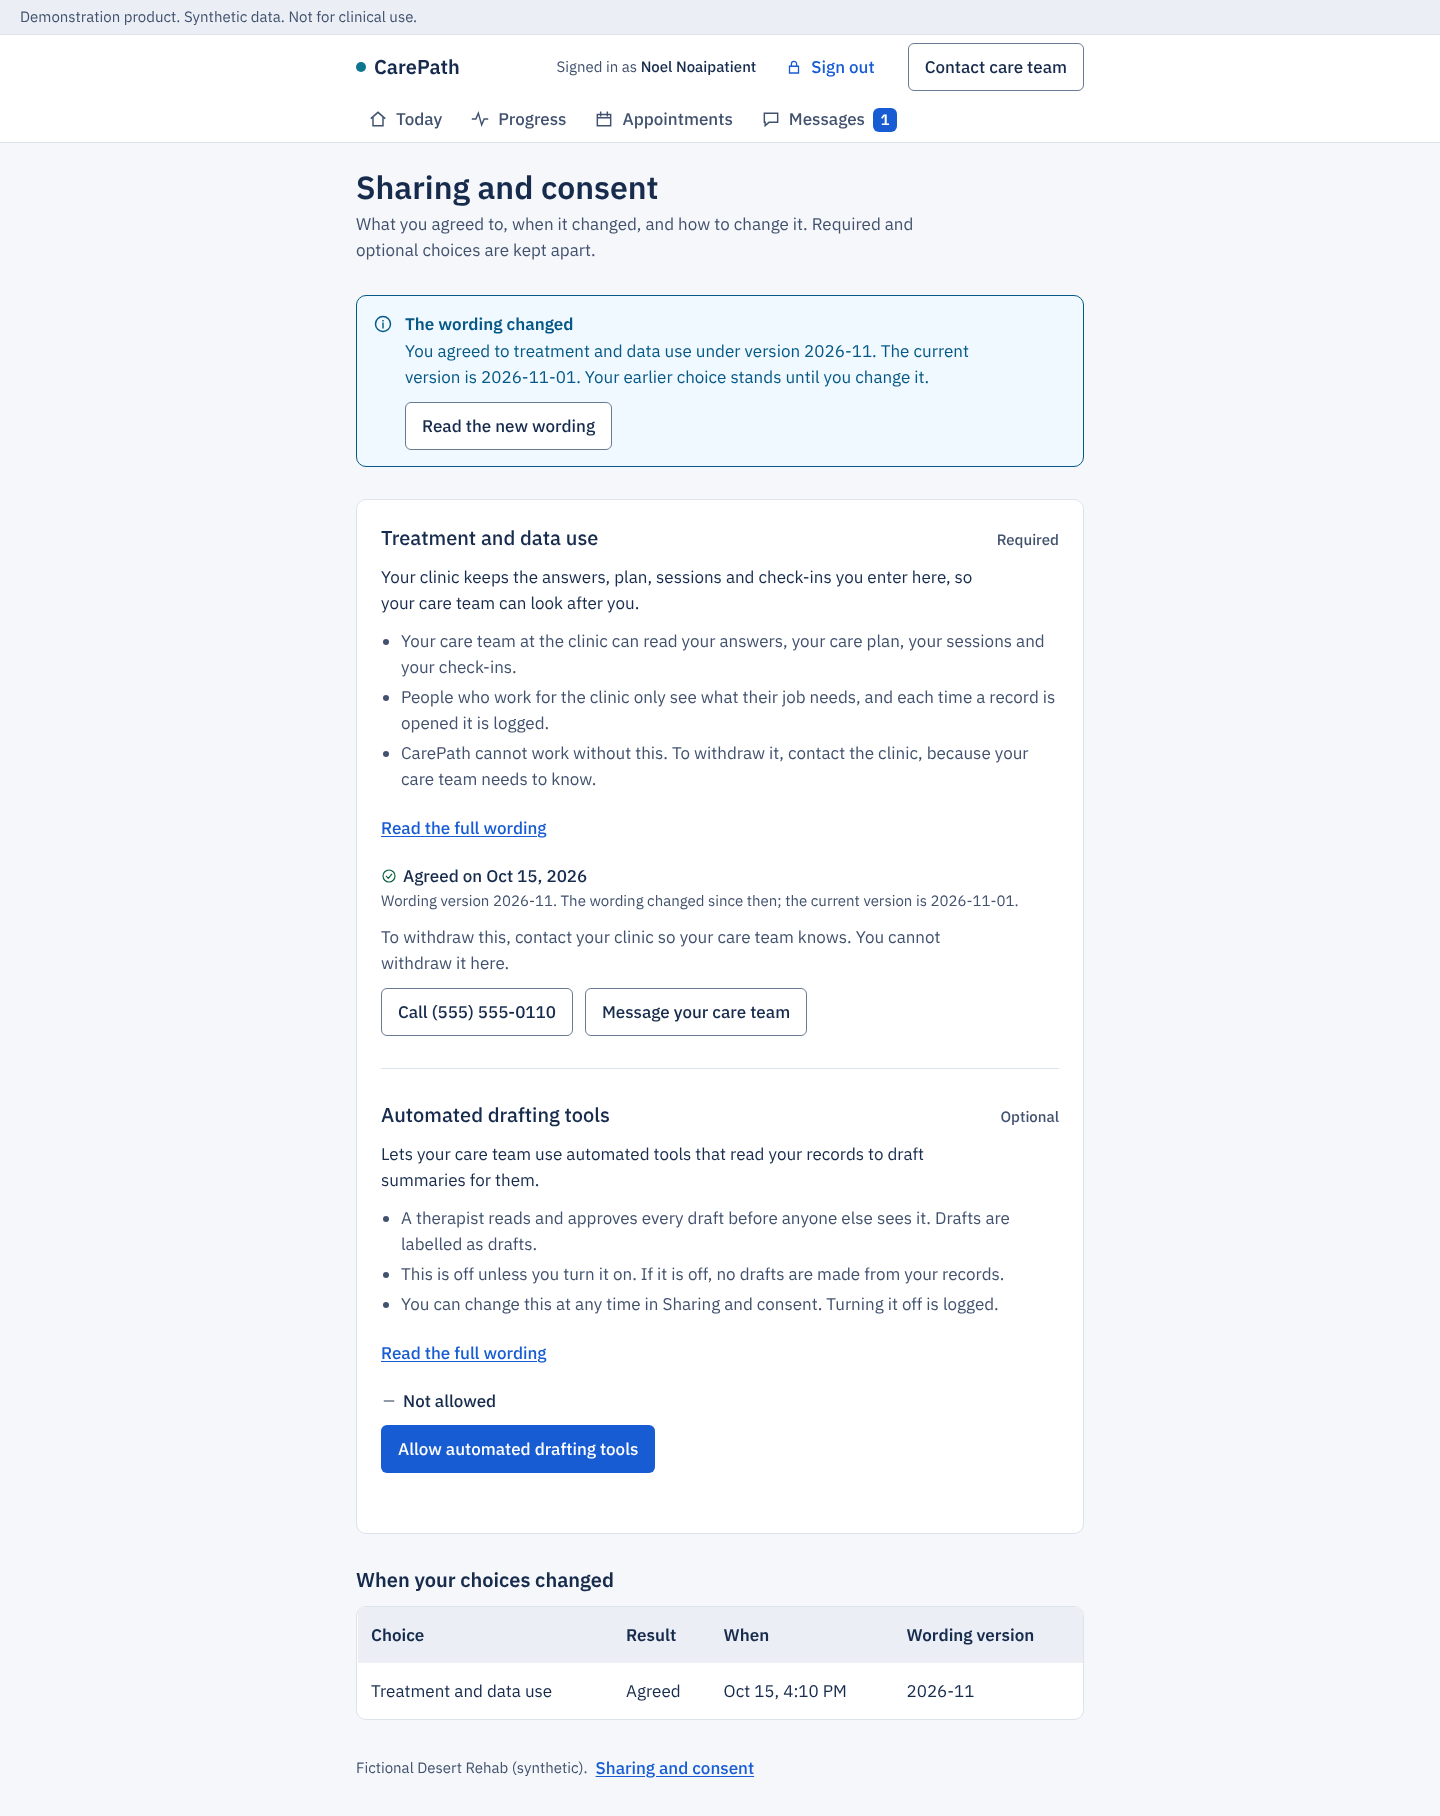 Demonstration product. Synthetic data. Not for clinical use.
CarePath
Signed in as Noel Noaipatient
Sign out
Contact care team
Today
Progress
Appointments
Messages 1
Sharing and consent
What you agreed to, when it changed, and how to change it. Required and
optional choices are kept apart.
The wording changed
You agreed to treatment and data use under version 2026-11. The current
version is 2026-11-01. Your earlier choice stands until you change it.
Read the new wording
Treatment and data use
Required
Your clinic keeps the answers, plan, sessions and check-ins you enter here, so
your care team can look after you.
• Your care team at the clinic can read your answers, your care plan, your sessions and
your check-ins.
• People who work for the clinic only see what their job needs, and each time a record is
opened it is logged.
• CarePath cannot work without this. To withdraw it, contact the clinic, because your
care team needs to know.
Read the full wording
Agreed on Oct 15, 2026
Wording version 2026-11. The wording changed since then; the current version is 2026-11-01.
To withdraw this, contact your clinic so your care team knows. You cannot
withdraw it here.
Call (555) 555-0110
Message your care team
Automated drafting tools
Optional
Lets your care team use automated tools that read your records to draft
summaries for them.
• A therapist reads and approves every draft before anyone else sees it. Drafts are
labelled as drafts.
• This is off unless you turn it on. If it is off, no drafts are made from your records.
• You can change this at any time in Sharing and consent. Turning it off is logged.
Read the full wording
— Not allowed
Allow automated drafting tools
When your choices changed
Choice Result When Wording version
Treatment and data use Agreed Oct 15, 4:10 PM 2026-11
Fictional Desert Rehab (synthetic). Sharing and consent